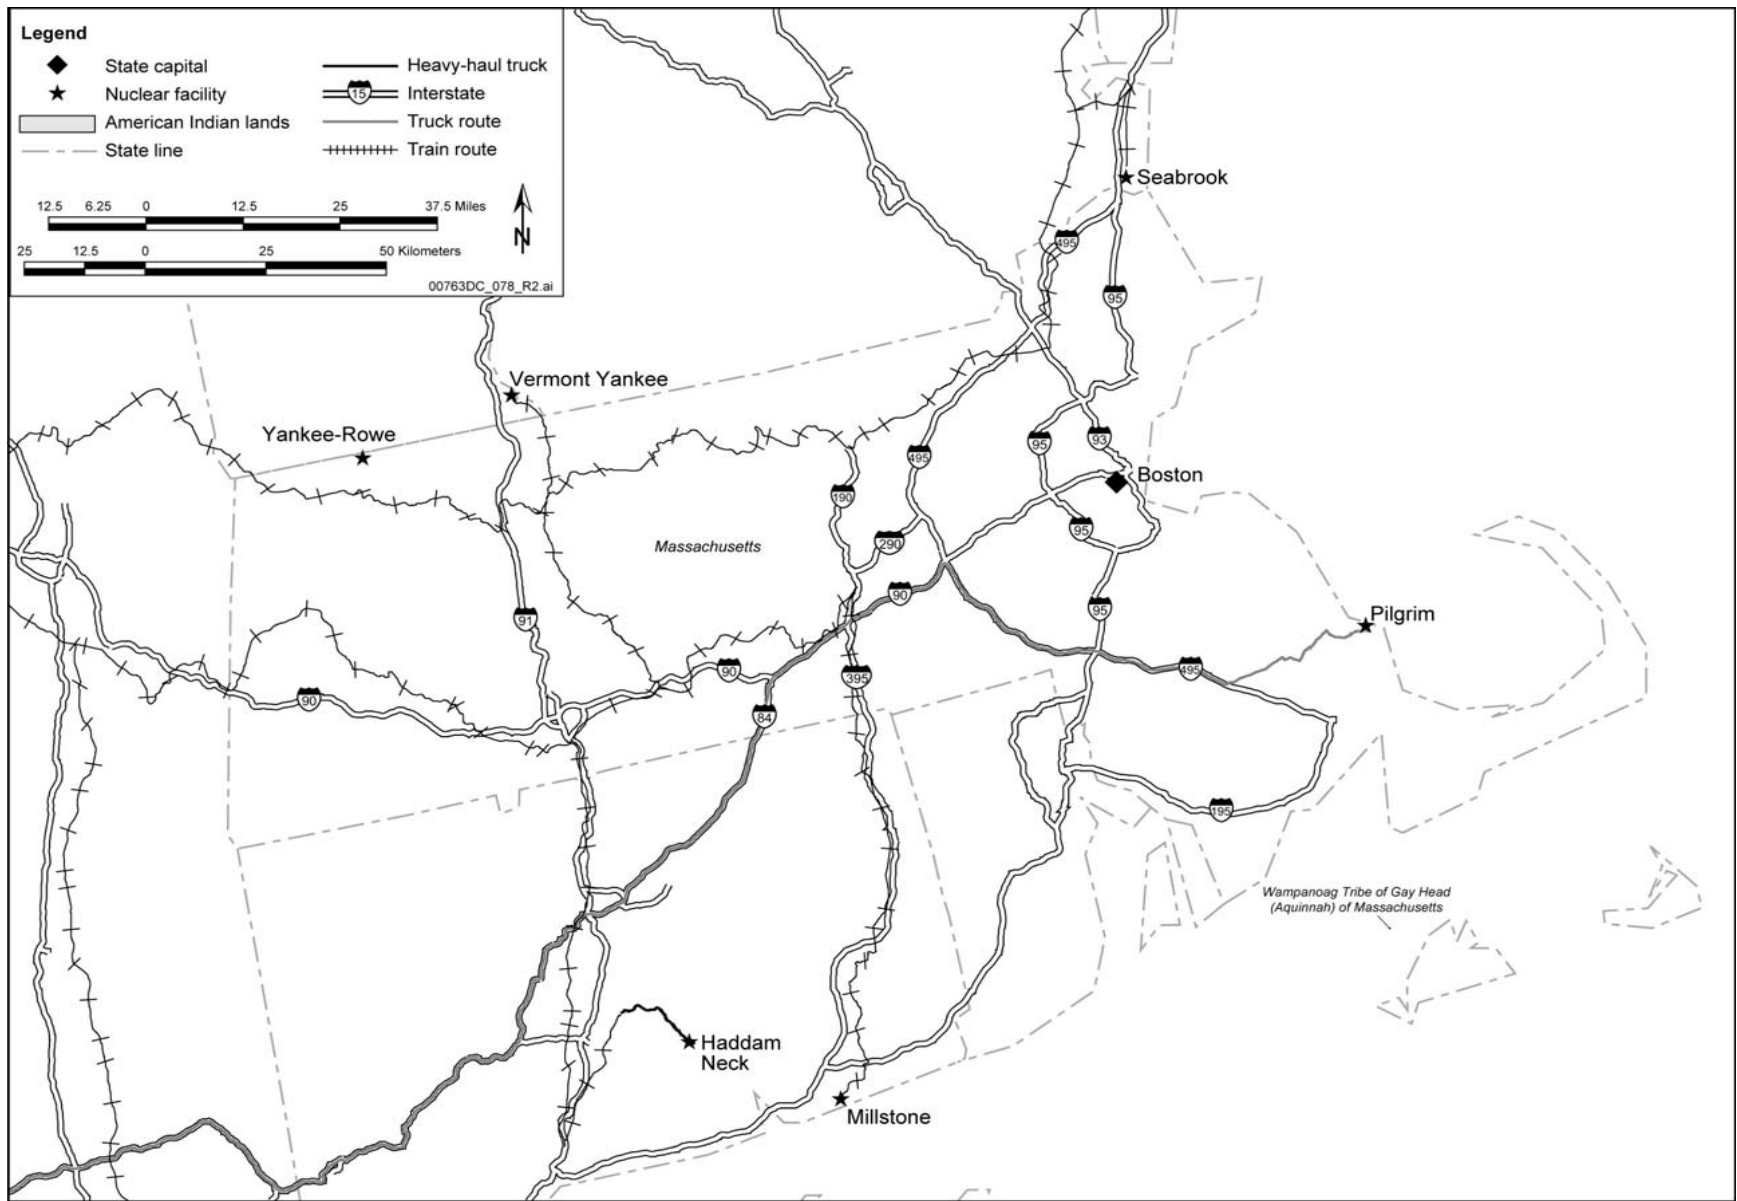 Legend
State capital
Nuclear facility
American Indian lands
State line
Heavy-haul truck
15
Interstate
Truck route
Train route
12.5 6.25 0 12.5 25 37.5 Miles
25 12.5 0 25 50 Kilometers
N
00763DC_078_R2.ai
Seabrook
495
95
Vermont Yankee
Yankee-Rowe
95
93
495
Boston
190
95
290
Massachusetts
90
95
91
Pilgrim
90
495
395
90
84
195
Wampanoag Tribe of Gay Head
(Aquinnah) of Massachusetts
Haddam
Neck
Millstone